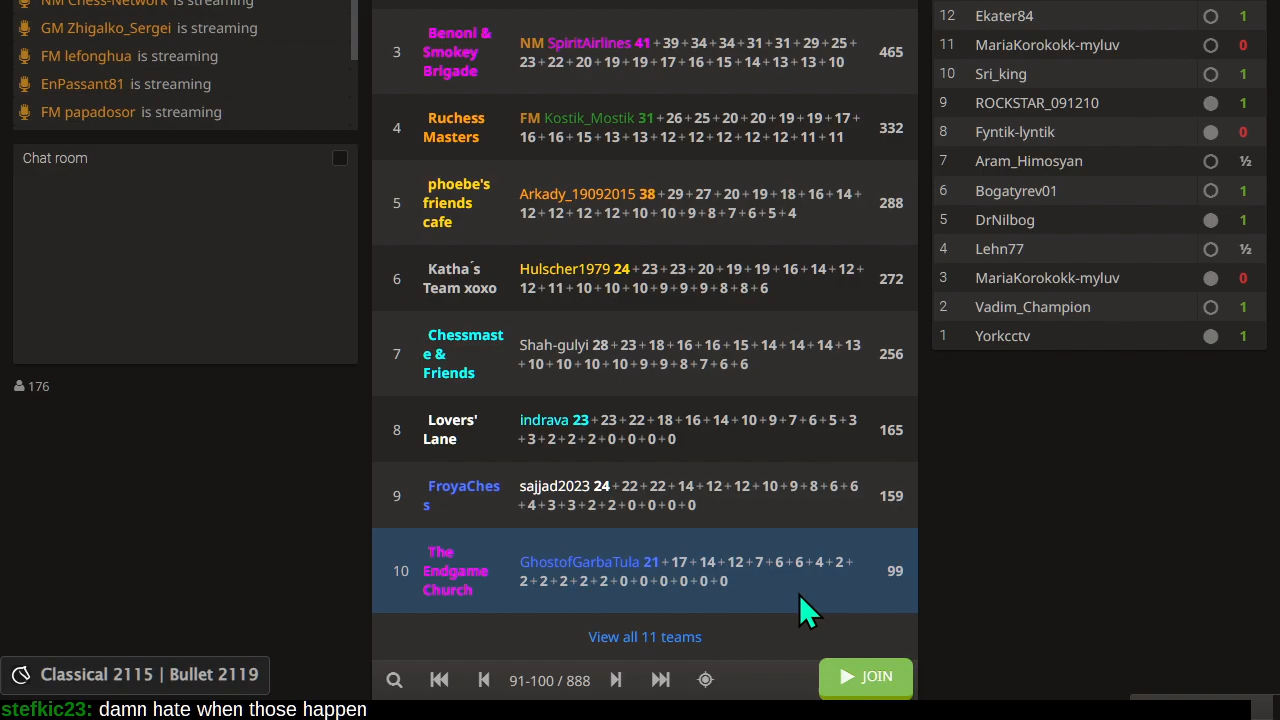 NM Chess-Network is streaming
GM Zhigalko_Sergei is streaming
FM lefonghua is streaming
EnPassant81 is streaming
FM papadosor is streaming
Chat room
176
Classical 2115 | Bullet 2119
stefkic23: damn hate when those happen
3 Benoni & Smokey Brigade NM SpiritAirlines 41+39+34+34+31+31+29+25+
23+22+20+19+19+17+16+15+14+13+13+10 465
4 Ruchess Masters FM Kostik_Mostik 31+26+25+20+20+19+19+17+
16+16+15+13+13+12+12+12+12+12+11+11 332
5 phoebe's friends cafe Arkady_19092015 38+29+27+20+19+18+16+14+
12+12+12+12+10+10+9+8+7+6+5+4 288
6 Katha´s Team xoxo Hulscher1979 24+23+23+20+19+19+16+14+12+
12+11+10+10+10+9+9+9+8+8+6 272
7 Chessmaste & Friends Shah-gulyi 28+23+18+16+16+15+14+14+14+13
+10+10+10+10+9+9+8+7+6+6 256
8 Lovers' Lane indrava 23+23+22+18+16+14+10+9+7+6+5+3
+3+2+2+2+0+0+0+0 165
9 FroyaChess sajjad2023 24+22+22+14+12+12+10+9+8+6+6
+4+3+3+2+2+0+0+0+0 159
10 The Endgame Church GhostofGarbaTula 21+17+14+12+7+6+6+4+2+
2+2+2+2+2+0+0+0+0+0+0 99
View all 11 teams
91-100 / 888
JOIN
12 Ekater84 1
11 MariaKorokokk-myluv 0
10 Sri_king 1
9 ROCKSTAR_091210 1
8 Fyntik-lyntik 0
7 Aram_Himosyan ½
6 Bogatyrev01 1
5 DrNilbog 1
4 Lehn77 ½
3 MariaKorokokk-myluv 0
2 Vadim_Champion 1
1 Yorkcctv 1